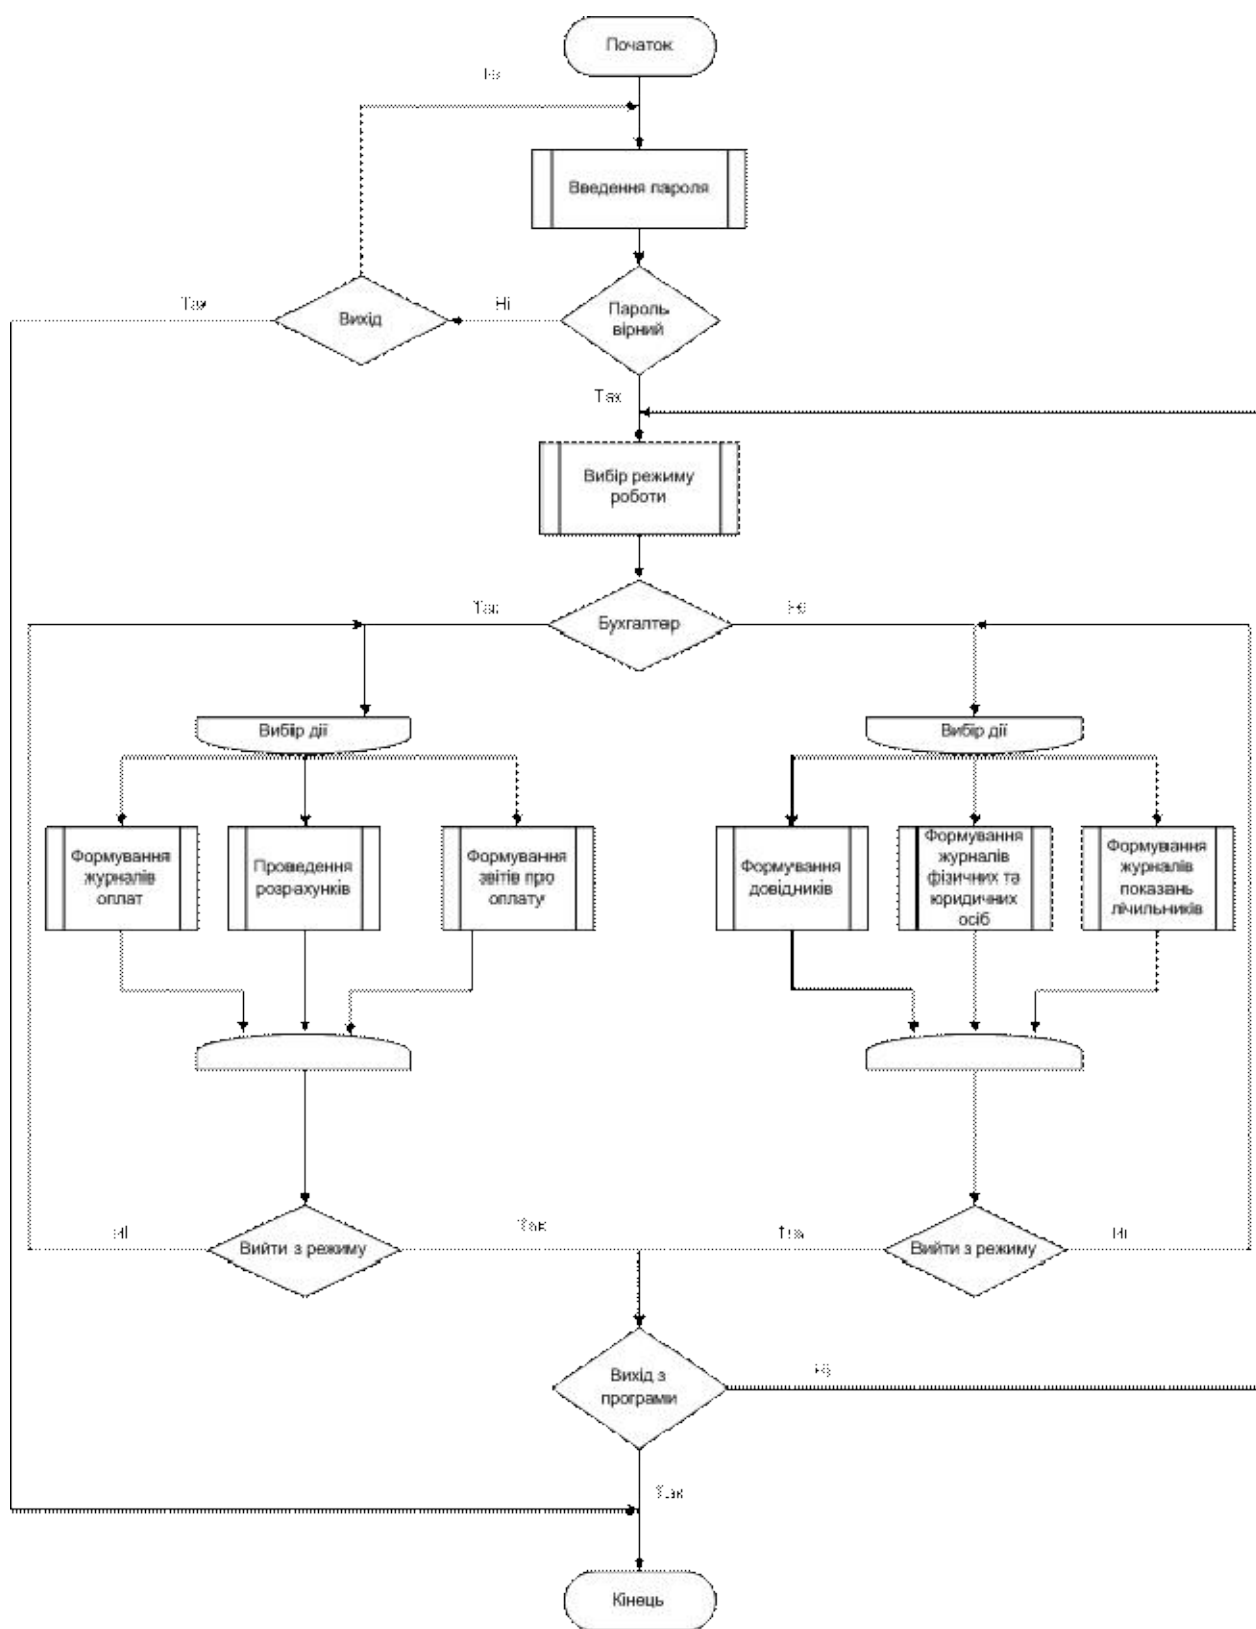 Початок
Введення пароля
Пароль
вірний
Ні
Вихід
Так
Так
Вибір режиму
роботи
Бухгалтер
Так
Вибір дії
Вибір дії
Формування
журналів
оплат
Проведення
розрахунків
Формування
звітів про
оплату
Формування
довідників
Формування
журналів
фізичних та
юридичних
осіб
Формування
журналів
показань
лічильників
Вийти з режиму
Так
Вийти з режиму
Вихід з
програми
Так
Кінець